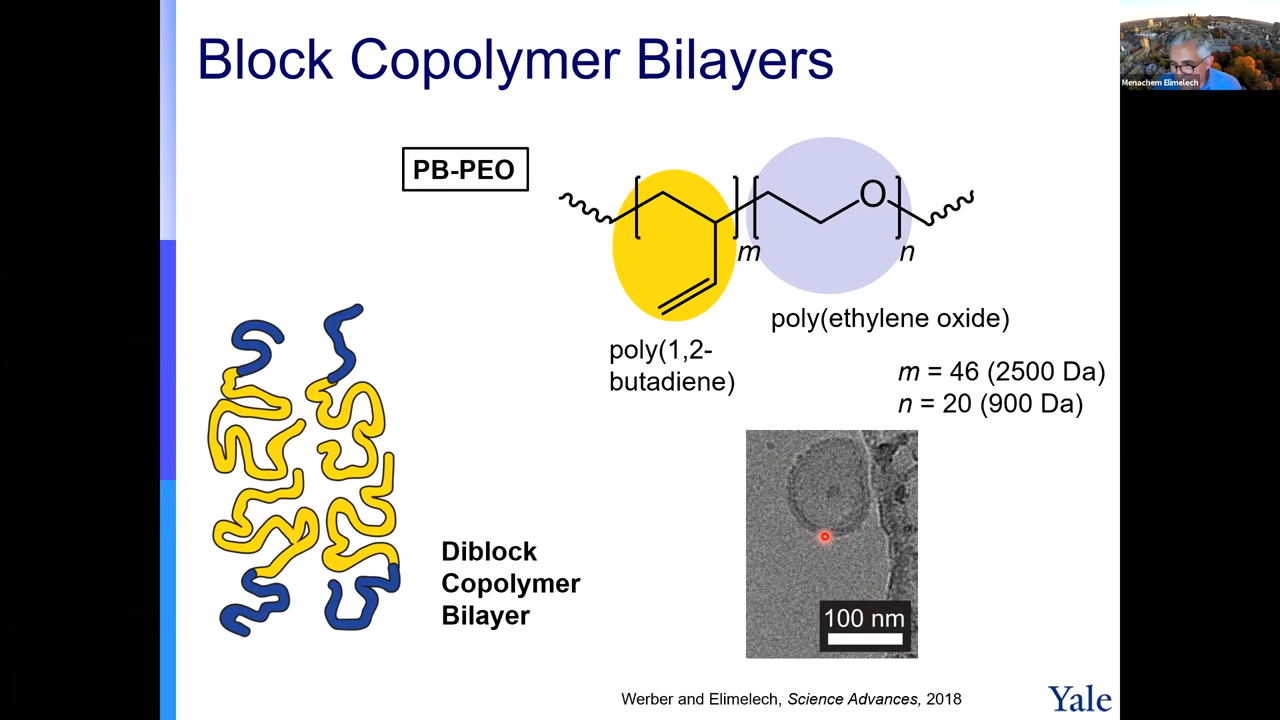 Block Copolymer Bilayers
Menachem Elimelech
PB-PEO
O
m
n
poly(ethylene oxide)
poly(1,2-
butadiene)
m = 46 (2500 Da)
n = 20 (900 Da)
Diblock
Copolymer
Bilayer
100 nm
Werber and Elimelech, Science Advances, 2018
Yale